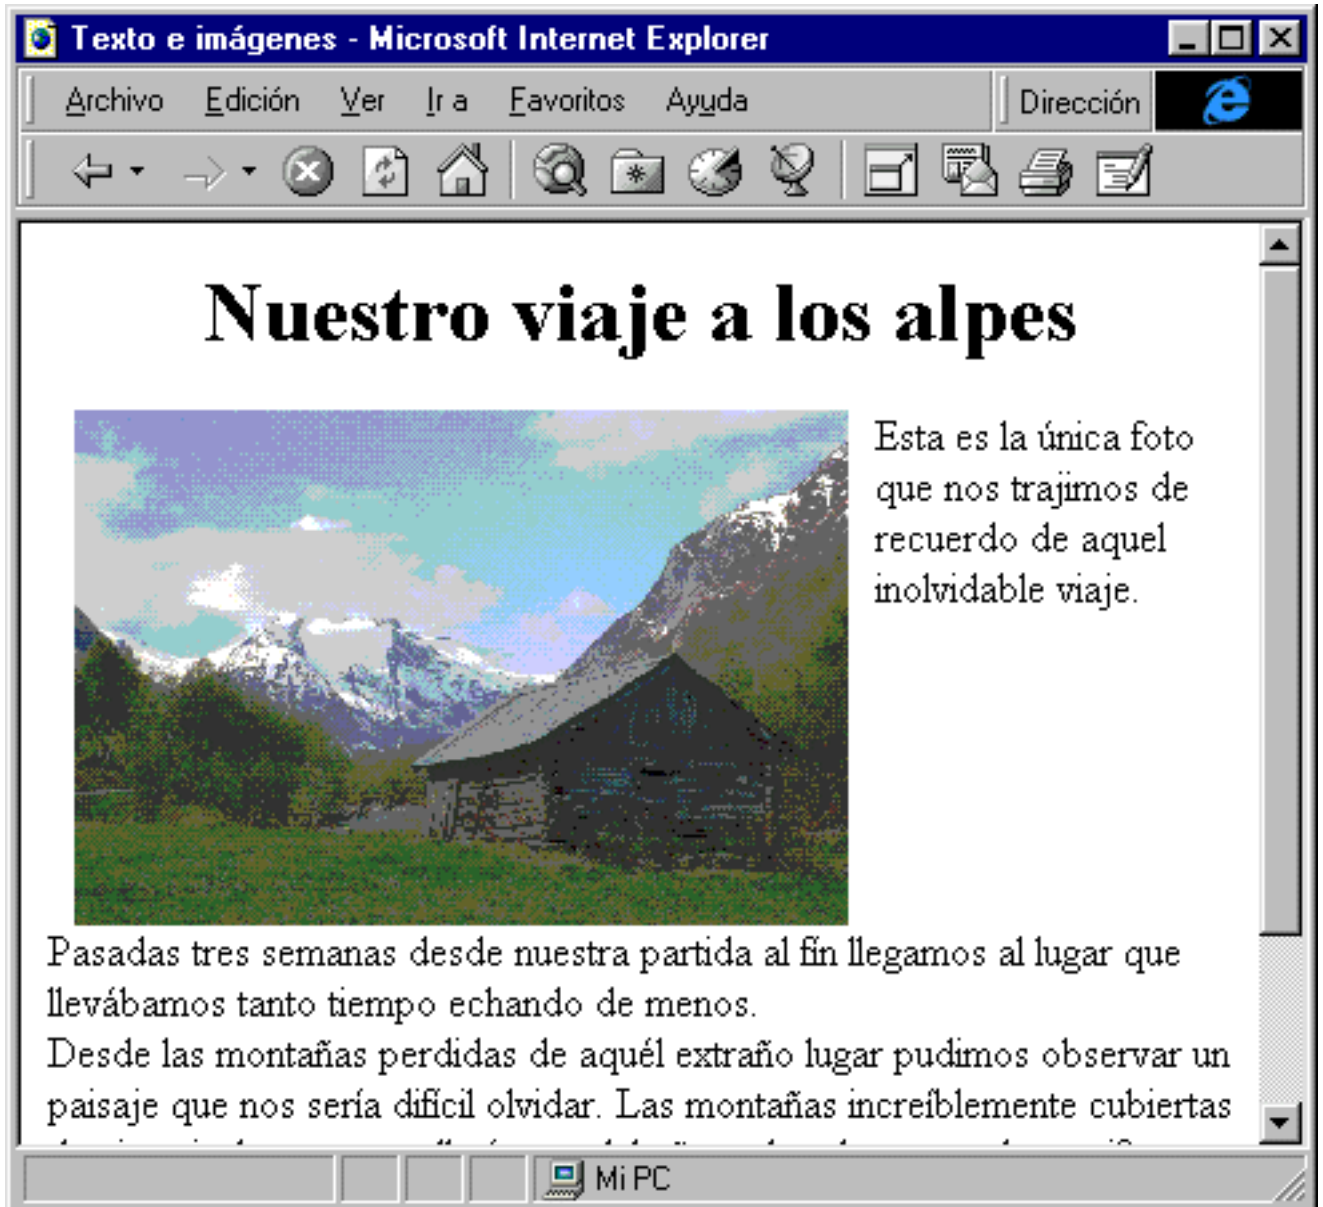 Texto e imágenes - Microsoft Internet Explorer
Archivo Edición Ver Ir a Favoritos Ayuda Dirección
Nuestro viaje a los alpes
Esta es la única foto
que nos trajimos de
recuerdo de aquel
inolvidable viaje.
Pasadas tres semanas desde nuestra partida al fín llegamos al lugar que
llevábamos tanto tiempo echando de menos.
Desde las montañas perdidas de aquél extraño lugar pudimos observar un
paisaje que nos sería difícil olvidar. Las montañas increíblemente cubiertas
Mi PC